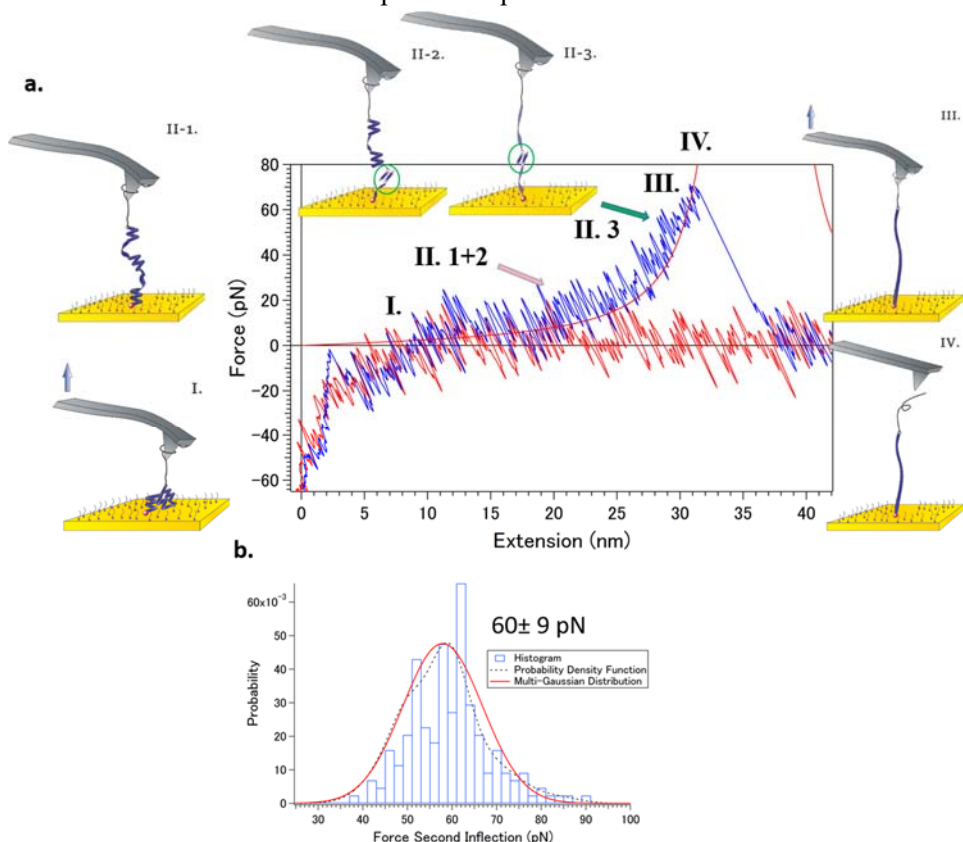 II-2.
II-3.
a.
II-1.
III.
IV.
80
60
40
20
0
−20
−40
−60
Force (pN)
I.
II. 1+2
II. 3
III.
I.
IV.
0 5 10 15 20 25 30 35 40
Extension (nm)
b.
60x10⁻³
50
40
30
20
10
0
Probability
60± 9 pN
Histogram
Probability Density Function
Multi-Gaussian Distribution
30 40 50 60 70 80 90 100
Force Second Inflection (pN)